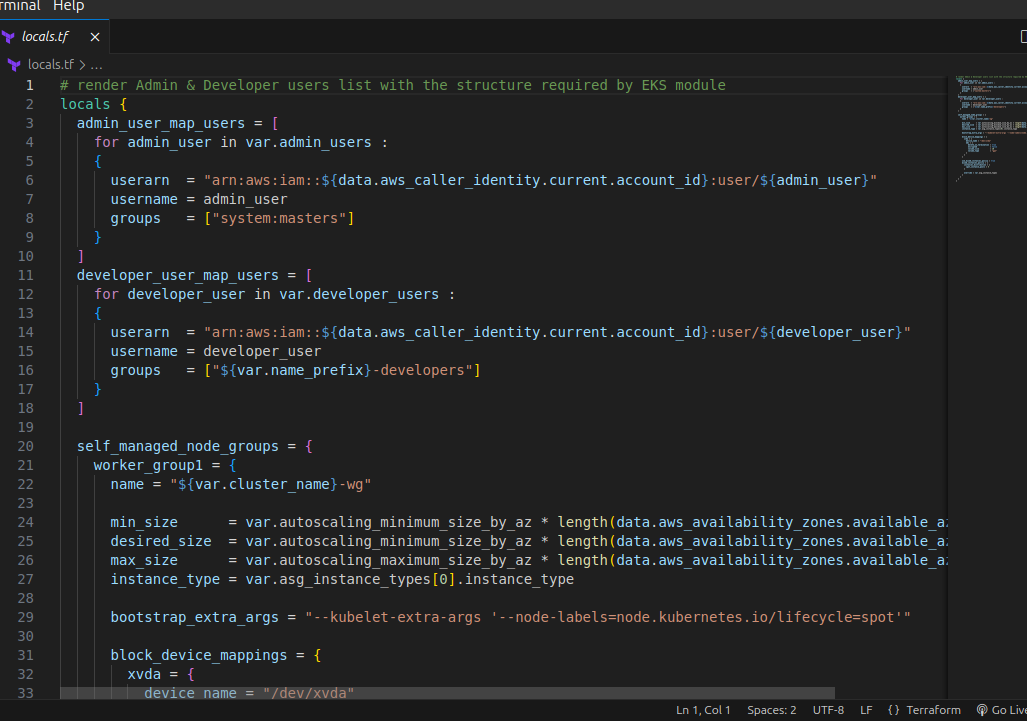 rminal Help
locals.tf ×
locals.tf > ...
1 # render Admin & Developer users list with the structure required by EKS module
2 locals {
3 admin_user_map_users = [
4 for admin_user in var.admin_users :
5 {
6 userarn = "arn:aws:iam::${data.aws_caller_identity.current.account_id}:user/${admin_user}"
7 username = admin_user
8 groups = ["system:masters"]
9 }
10 ]
11 developer_user_map_users = [
12 for developer_user in var.developer_users :
13 {
14 userarn = "arn:aws:iam::${data.aws_caller_identity.current.account_id}:user/${developer_user}"
15 username = developer_user
16 groups = ["${var.name_prefix}-developers"]
17 }
18 ]
19
20 self_managed_node_groups = {
21 worker_group1 = {
22 name = "${var.cluster_name}-wg"
23
24 min_size = var.autoscaling_minimum_size_by_az * length(data.aws_availability_zones.available_az
25 desired_size = var.autoscaling_minimum_size_by_az * length(data.aws_availability_zones.available_az
26 max_size = var.autoscaling_maximum_size_by_az * length(data.aws_availability_zones.available_az
27 instance_type = var.asg_instance_types[0].instance_type
28
29 bootstrap_extra_args = "--kubelet-extra-args '--node-labels=node.kubernetes.io/lifecycle=spot'"
30
31 block_device_mappings = {
32 xvda = {
33 device_name = "/dev/xvda"
Ln 1, Col 1 Spaces: 2 UTF-8 LF {} Terraform Go Live